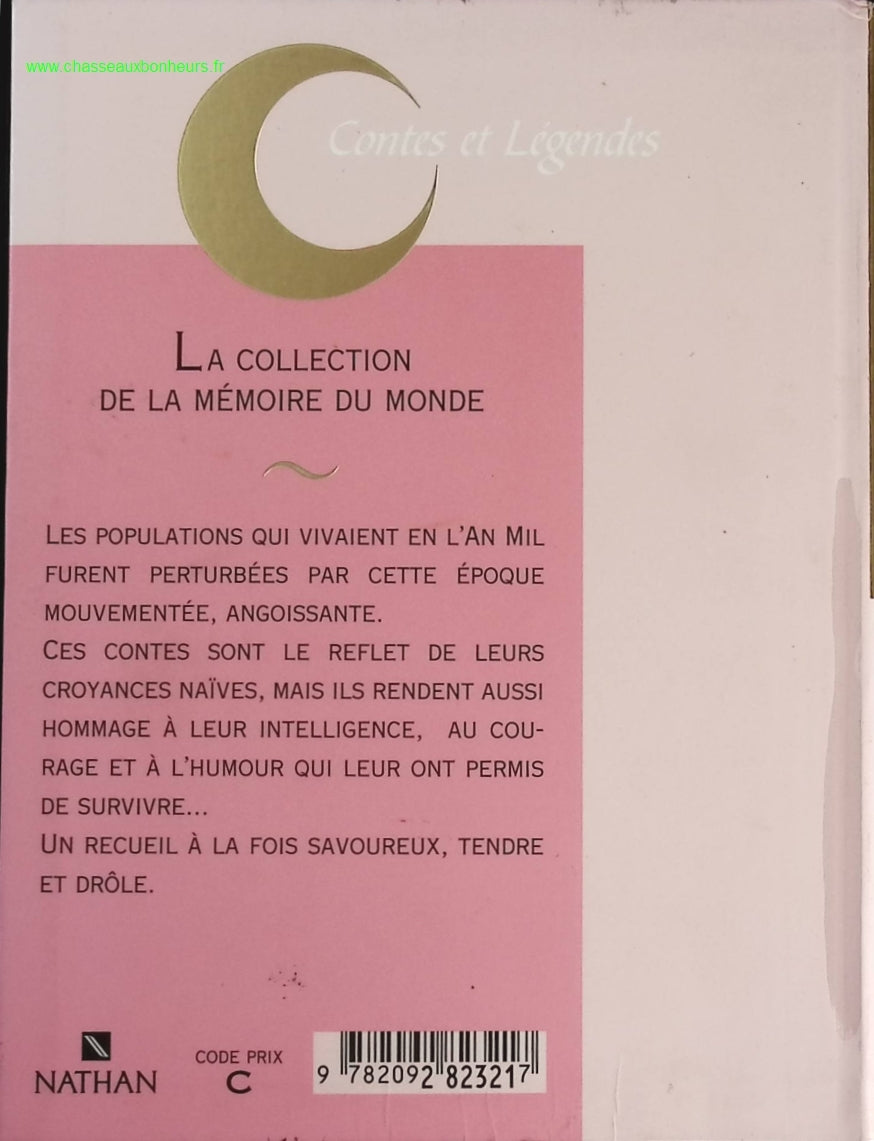 www.chasseauxbonheurs.fr
Contes et Légendes
LA COLLECTION
DE LA MÉMOIRE DU MONDE
LES POPULATIONS QUI VIVAIENT EN L'AN MIL
FURENT PERTURBÉES PAR CETTE ÉPOQUE
MOUVEMENTÉE, ANGOISSANTE.
CES CONTES SONT LE REFLET DE LEURS
CROYANCES NAÏVES, MAIS ILS RENDENT AUSSI
HOMMAGE À LEUR INTELLIGENCE, AU COU-
RAGE ET À L'HUMOUR QUI LEUR ONT PERMIS
DE SURVIVRE...
UN RECUEIL À LA FOIS SAVOUREUX, TENDRE
ET DRÔLE.
NATHAN
CODE PRIX
C
9 782092 823217